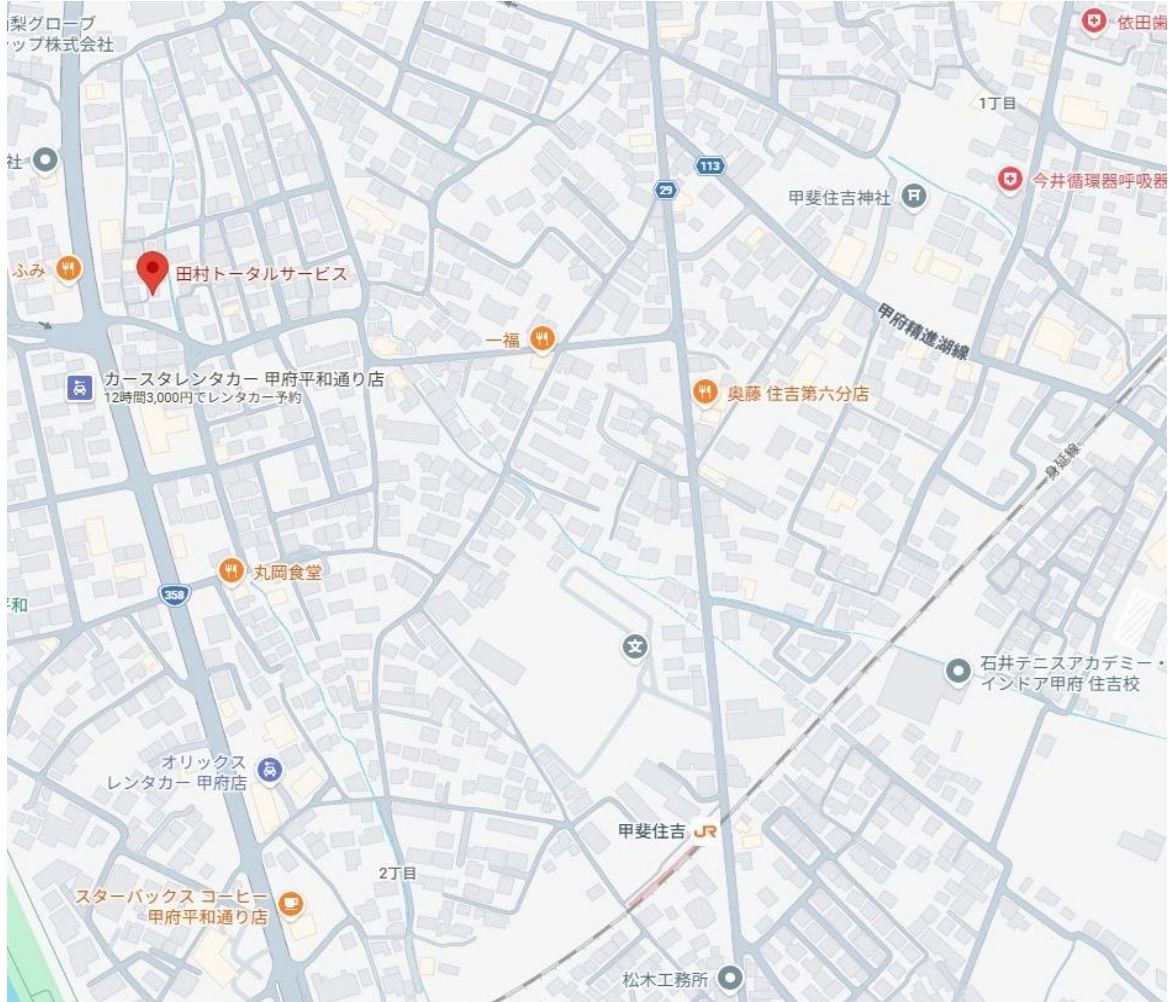 梨グローブ
ップ株式会社
依田歯
1丁目
社
113
29
甲斐住吉神社
今井循環器呼吸器
ふみ
田村トータルサービス
甲府精進湖線
一福
カースタレンタカー 甲府平和通り店
12時間3,000円でレンタカー予約
奥藤 住吉第六分店
身延線
丸岡食堂
358
平和
文
石井テニスアカデミー・
インドア甲府 住吉校
オリックス
レンタカー 甲府店
甲斐住吉 JR
2丁目
スターバックス コーヒー
甲府平和通り店
松木工務所